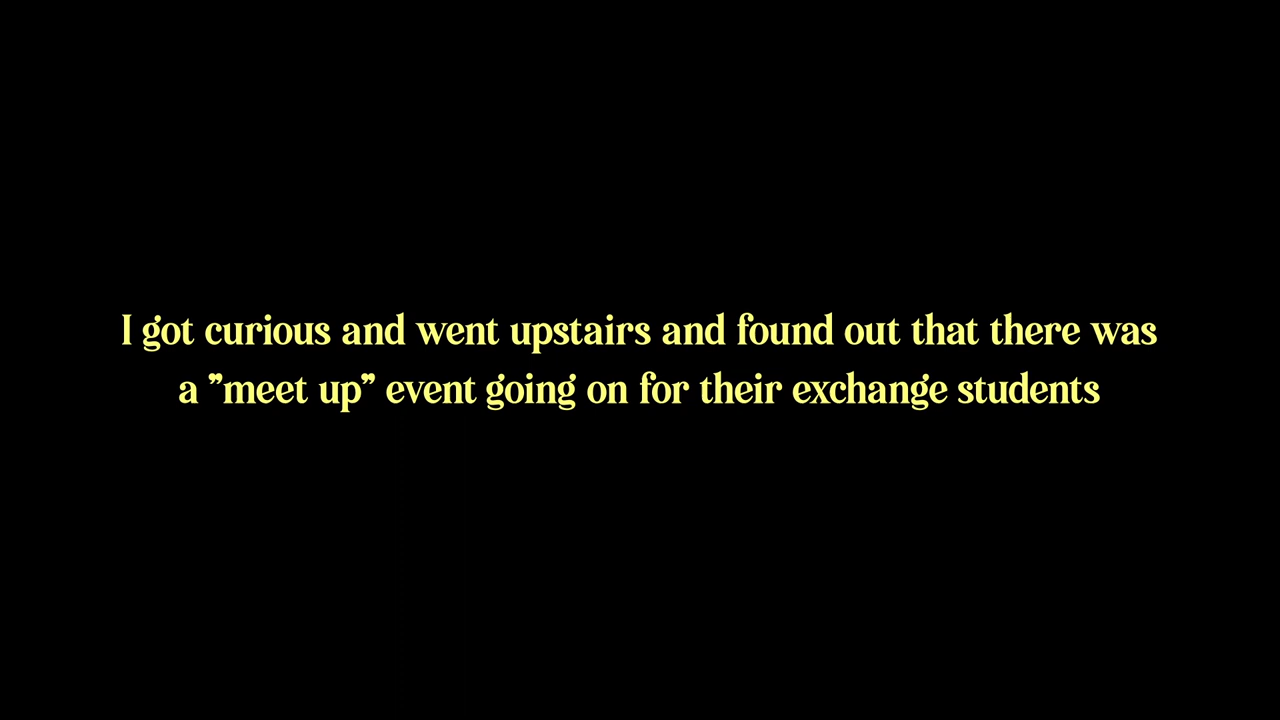 I got curious and went upstairs and found out that there was
a ”meet up” event going on for their exchange students